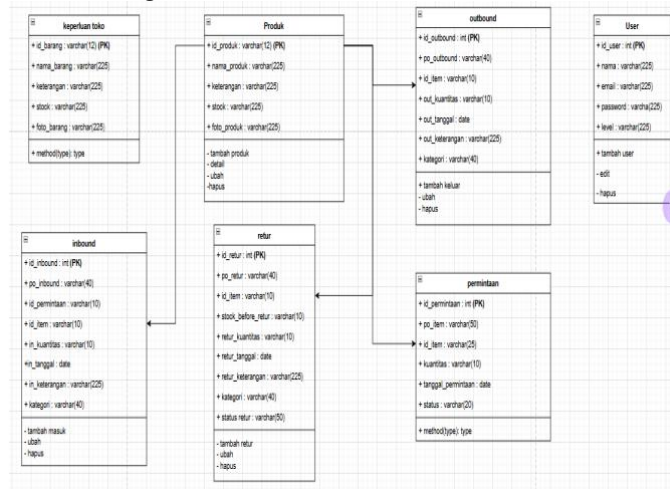 keperluan toko
+ id_barang : varchar(12) (PK)
+ nama_barang : varchar(225)
+ keterangan : varchar(225)
+ stock : varchar(225)
+ foto_barang : varchar(225)
+ method(type): type
Produk
+ id_produk : varchar(12) (PK)
+ nama_produk : varchar(225)
+ keterangan : varchar(225)
+ stock : varchar(225)
+ foto_produk : varchar(225)
- tambah produk
- detail
- ubah
-hapus
outbound
+ id_outbound : int (PK)
+ po_outbound : varchar(40)
+ id_item : varchar(10)
+ out_kuantitas : varchar(10)
+ out_tanggal : date
+ out_keterangan : varchar(225)
+ kategori : varchar(40)
+ tambah keluar
- ubah
- hapus
User
+ id_user : int (PK)
+ nama : varchar(225)
+ email : varchar(225)
+ password : varcha(225)
+ level : varchar(225)
+ tambah user
- edit
- hapus
inbound
+ id_inbound : int (PK)
+ po_inbound : varchar(40)
+ id_permintaan : varchar(10)
+ id_item : varchar(10)
+ in_kuantitas : varchar(10)
+in_tanggal : date
+ in_keterangan : varchar(225)
+ kategori : varchar(40)
- tambah masuk
- ubah
- hapus
retur
+ id_retur : int (PK)
+ po_retur : varchar(40)
+ id_item : varchar(10)
+ stock_before_retur : varchar(10)
+ retur_kuantitas : varchar(10)
+ retur_tanggal : date
+ retur_keterangan : varchar(225)
+ kategori : varchar(40)
+ status retur : varchar(50)
- tambah retur
- ubah
- hapus
permintaan
+ id_permintaan : int (PK)
+ po_item : varchar(50)
+ id_item : varchar(25)
+ kuantitas : varchar(10)
+ tanggal_permintaan : date
+ status : varchar(20)
+ method(type): type